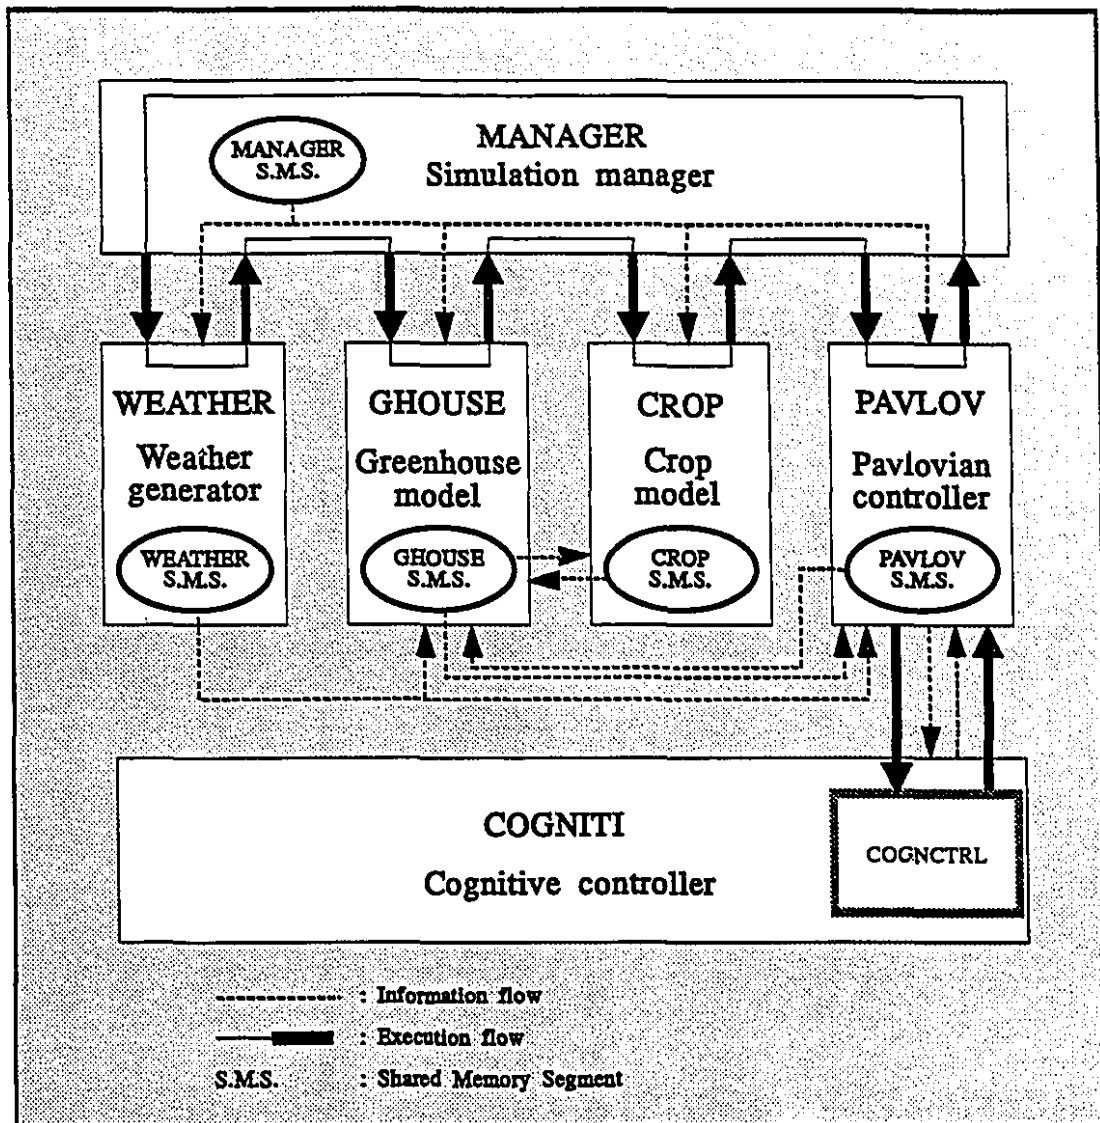 MANAGER
Simulation manager
MANAGER
S.M.S.
WEATHER
Weather
generator
WEATHER
S.M.S.
GHOUSE
Greenhouse
model
GHOUSE
S.M.S.
CROP
Crop
model
CROP
S.M.S.
PAVLOV
Pavlovian
controller
PAVLOV
S.M.S.
COGNITI
Cognitive controller
COGNCTRL
: Information flow
: Execution flow
S.M.S. : Shared Memory Segment